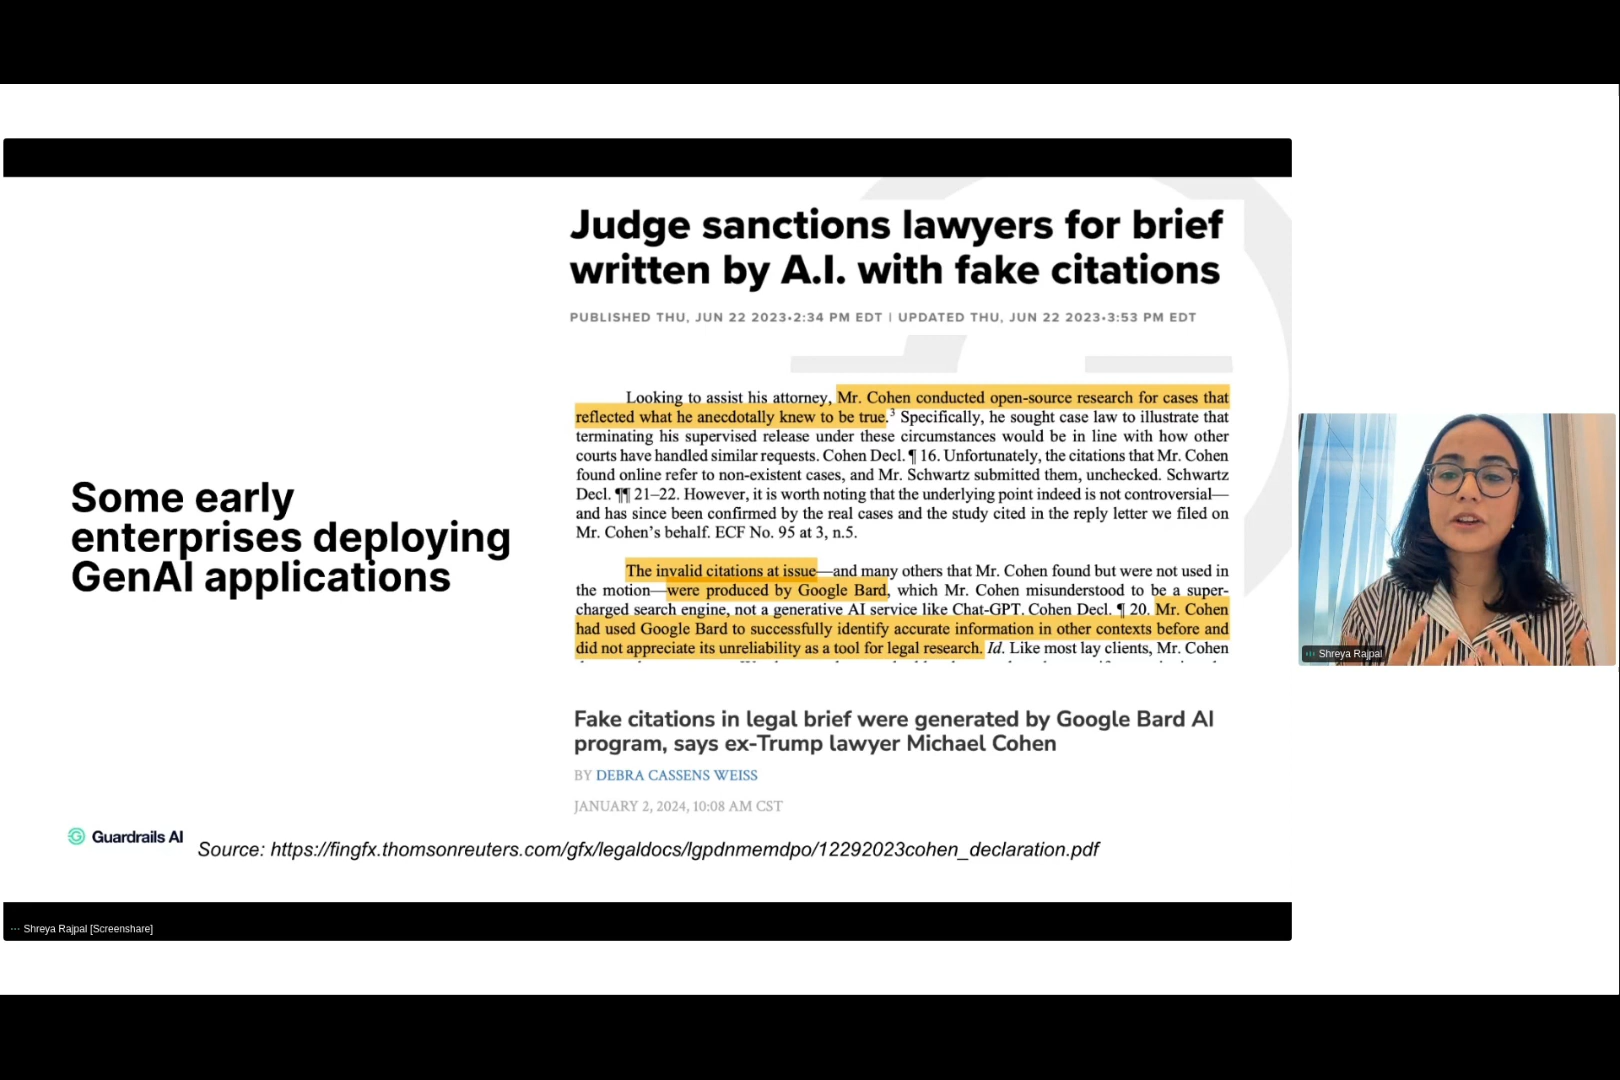 Judge sanctions lawyers for brief
written by A.I. with fake citations
PUBLISHED THU, JUN 22 2023•2:34 PM EDT | UPDATED THU, JUN 22 2023•3:53 PM EDT
Looking to assist his attorney, Mr. Cohen conducted open-source research for cases that
reflected what he anecdotally knew to be true.³ Specifically, he sought case law to illustrate that
terminating his supervised release under these circumstances would be in line with how other
courts have handled similar requests. Cohen Decl. ¶ 16. Unfortunately, the citations that Mr. Cohen
found online refer to non-existent cases, and Mr. Schwartz submitted them, unchecked. Schwartz
Decl. ¶¶ 21–22. However, it is worth noting that the underlying point indeed is not controversial—
and has since been confirmed by the real cases and the study cited in the reply letter we filed on
Mr. Cohen's behalf. ECF No. 95 at 3, n.5.
The invalid citations at issue—and many others that Mr. Cohen found but were not used in
the motion—were produced by Google Bard, which Mr. Cohen misunderstood to be a super-
charged search engine, not a generative AI service like Chat-GPT. Cohen Decl. ¶ 20. Mr. Cohen
had used Google Bard to successfully identify accurate information in other contexts before and
did not appreciate its unreliability as a tool for legal research. Id. Like most lay clients, Mr. Cohen
Some early
enterprises deploying
GenAI applications
Fake citations in legal brief were generated by Google Bard AI
program, says ex-Trump lawyer Michael Cohen
BY DEBRA CASSENS WEISS
JANUARY 2, 2024, 10:08 AM CST
Guardrails AI
Source: https://fingfx.thomsonreuters.com/gfx/legaldocs/lgpdnmemdpo/12292023cohen_declaration.pdf
Shreya Rajpal
··· Shreya Rajpal [Screenshare]